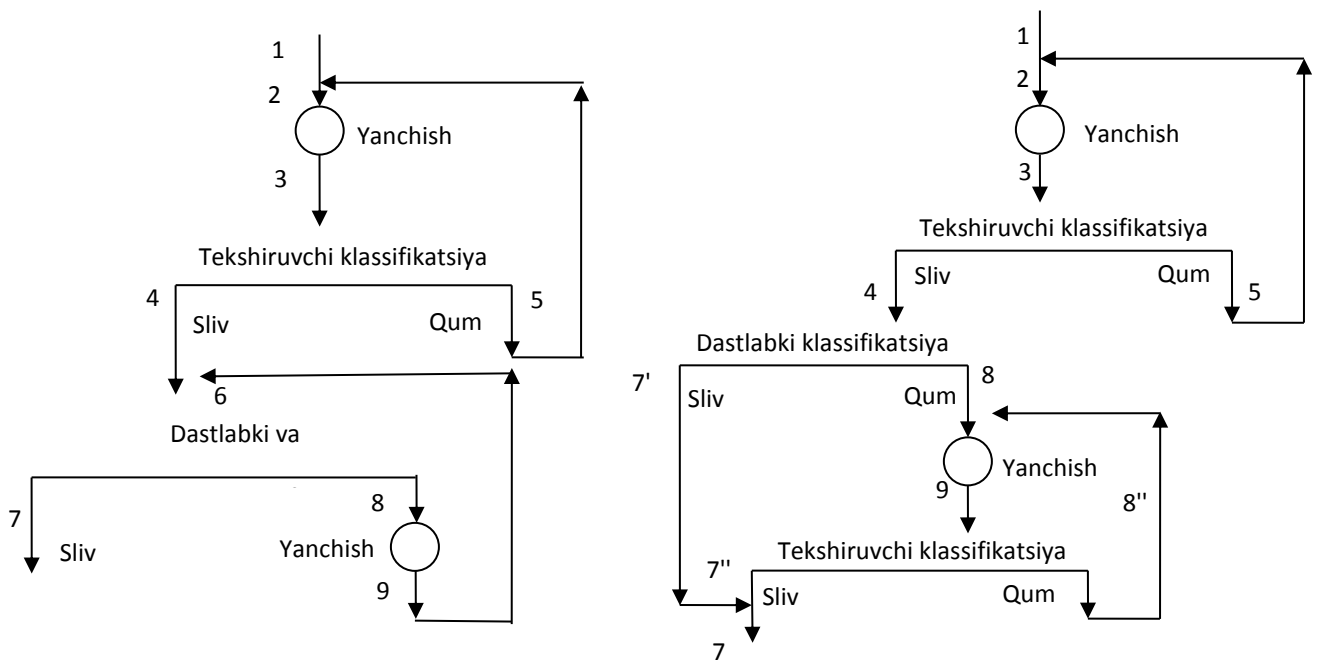 1
2
Yanchish
3
Tekshiruvchi klassifikatsiya
4
5
Sliv
Qum
6
Dastlabki va
7
8
Sliv
Yanchish
9
1
2
Yanchish
3
Tekshiruvchi klassifikatsiya
4
Sliv
Qum
5
Dastlabki klassifikatsiya
7'
8
Sliv
Qum
Yanchish
9
8''
Tekshiruvchi klassifikatsiya
7''
Sliv
Qum
7